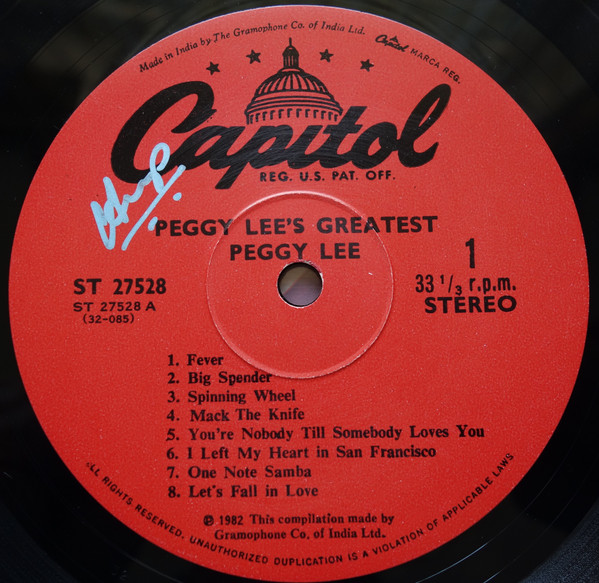 Made in India by The Gramophone Co. of India Ltd.
Capitol MARCA REG.
Capitol
REG. U.S. PAT. OFF.
PEGGY LEE'S GREATEST
PEGGY LEE
ST 27528
ST 27528 A
(32-085)
1
33 1/3 r.p.m.
STEREO
1. Fever
2. Big Spender
3. Spinning Wheel
4. Mack The Knife
5. You're Nobody Till Somebody Loves You
6. I Left My Heart in San Francisco
7. One Note Samba
8. Let's Fall in Love
℗ 1982 This compilation made by
Gramophone Co. of India Ltd.
ALL RIGHTS RESERVED. UNAUTHORIZED DUPLICATION IS A VIOLATION OF APPLICABLE LAWS